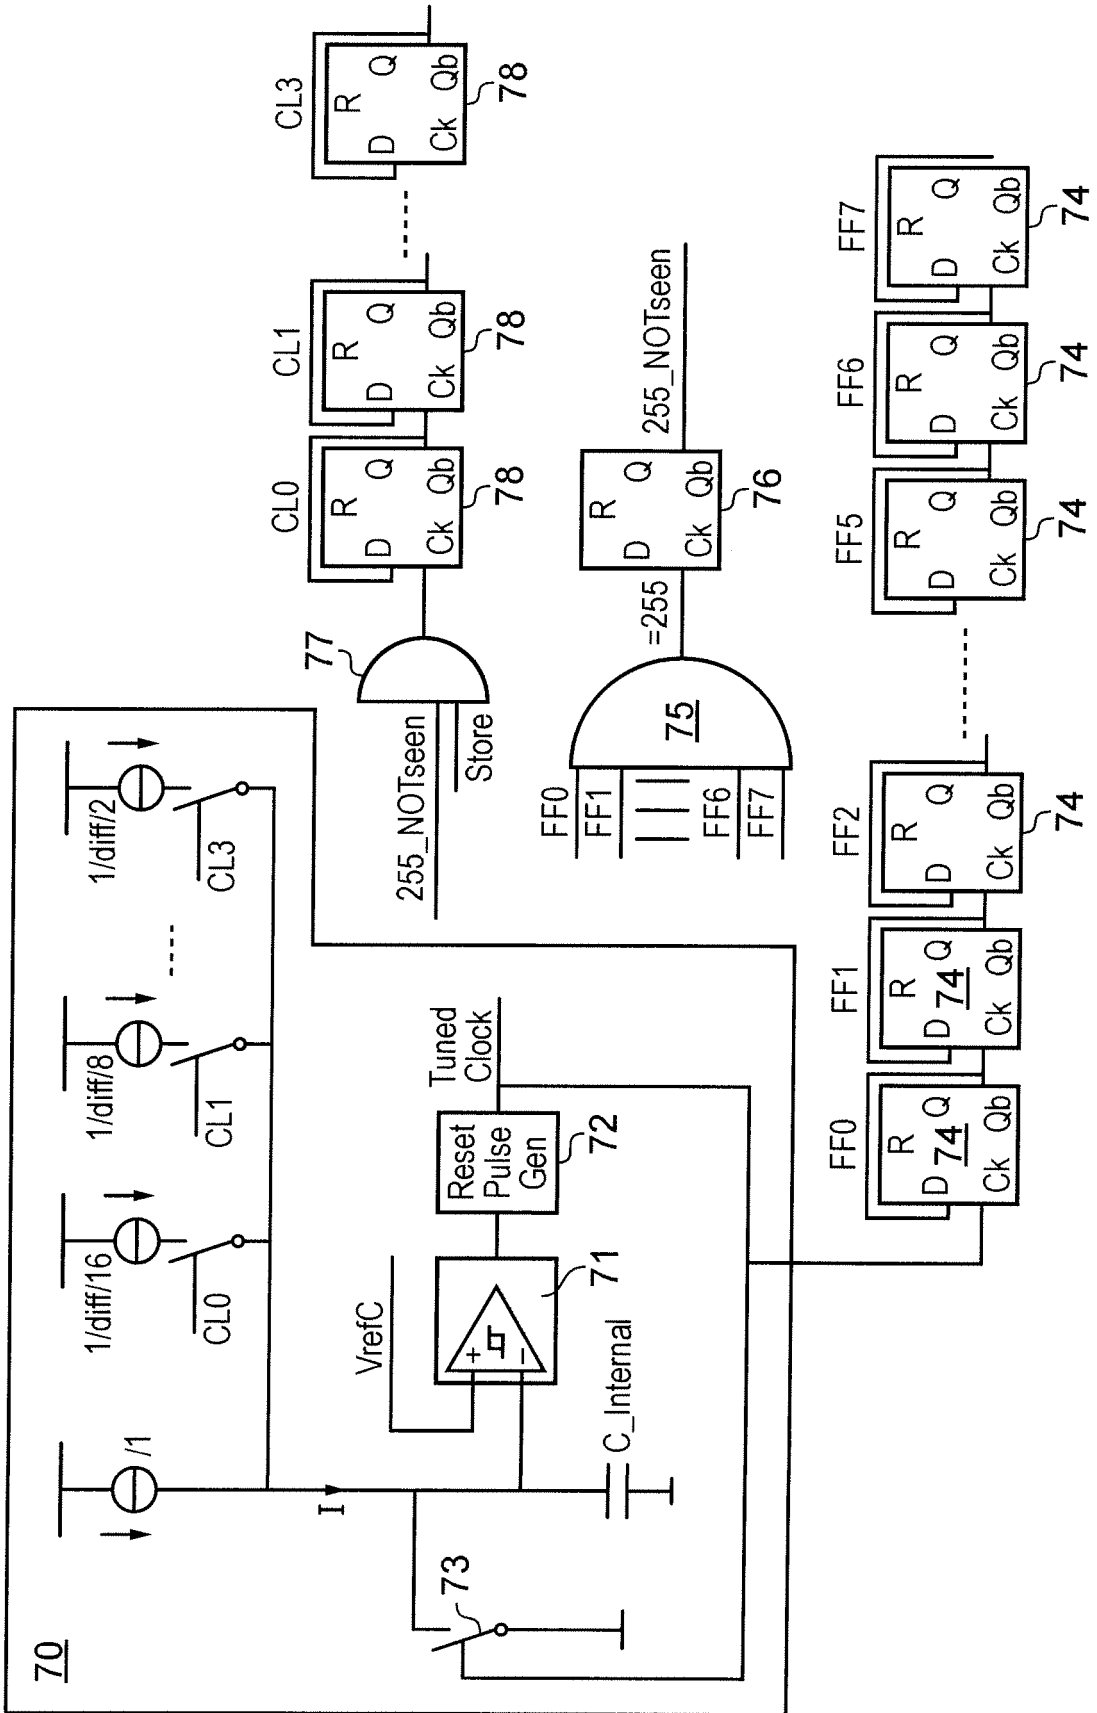 70
/1
1/diff/16
1/diff/8
1/diff/2
CL0
CL1
CL3
I
73
VrefC
+
−
71
C_Internal
Reset
Pulse
Gen
72
Tuned
Clock
255_NOTseen
Store
77
CL0
R
D
Q
Ck
Qb
78
CL1
R
D
Q
Ck
Qb
78
CL3
R
D
Q
Ck
Qb
78
FF0
FF1
FF6
FF7
75
=255
R
D
Q
Ck
Qb
76
255_NOTseen
FF0
R
D
Q
74
Ck
Qb
FF1
R
D
Q
74
Ck
Qb
FF2
R
D
Q
Ck
Qb
74
FF5
R
D
Q
Ck
Qb
74
FF6
R
D
Q
Ck
Qb
74
FF7
R
D
Q
Ck
Qb
74